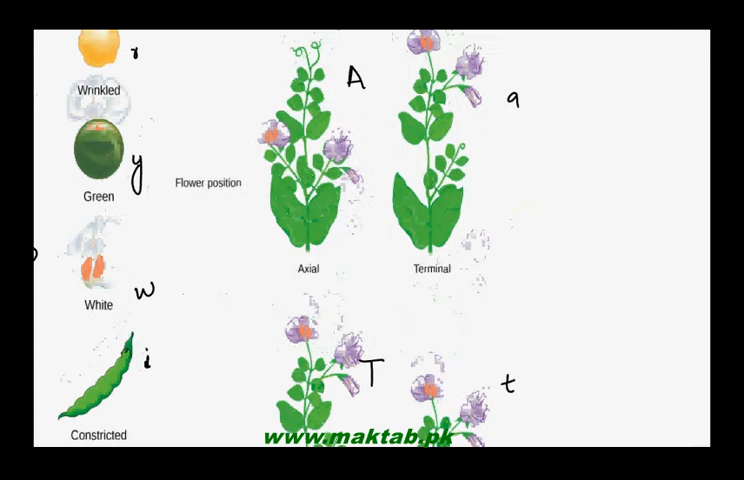 r
Wrinkled
A
a
y
Green
Flower position
Axial
Terminal
w
White
T
t
i
Constricted
www.maktab.pk